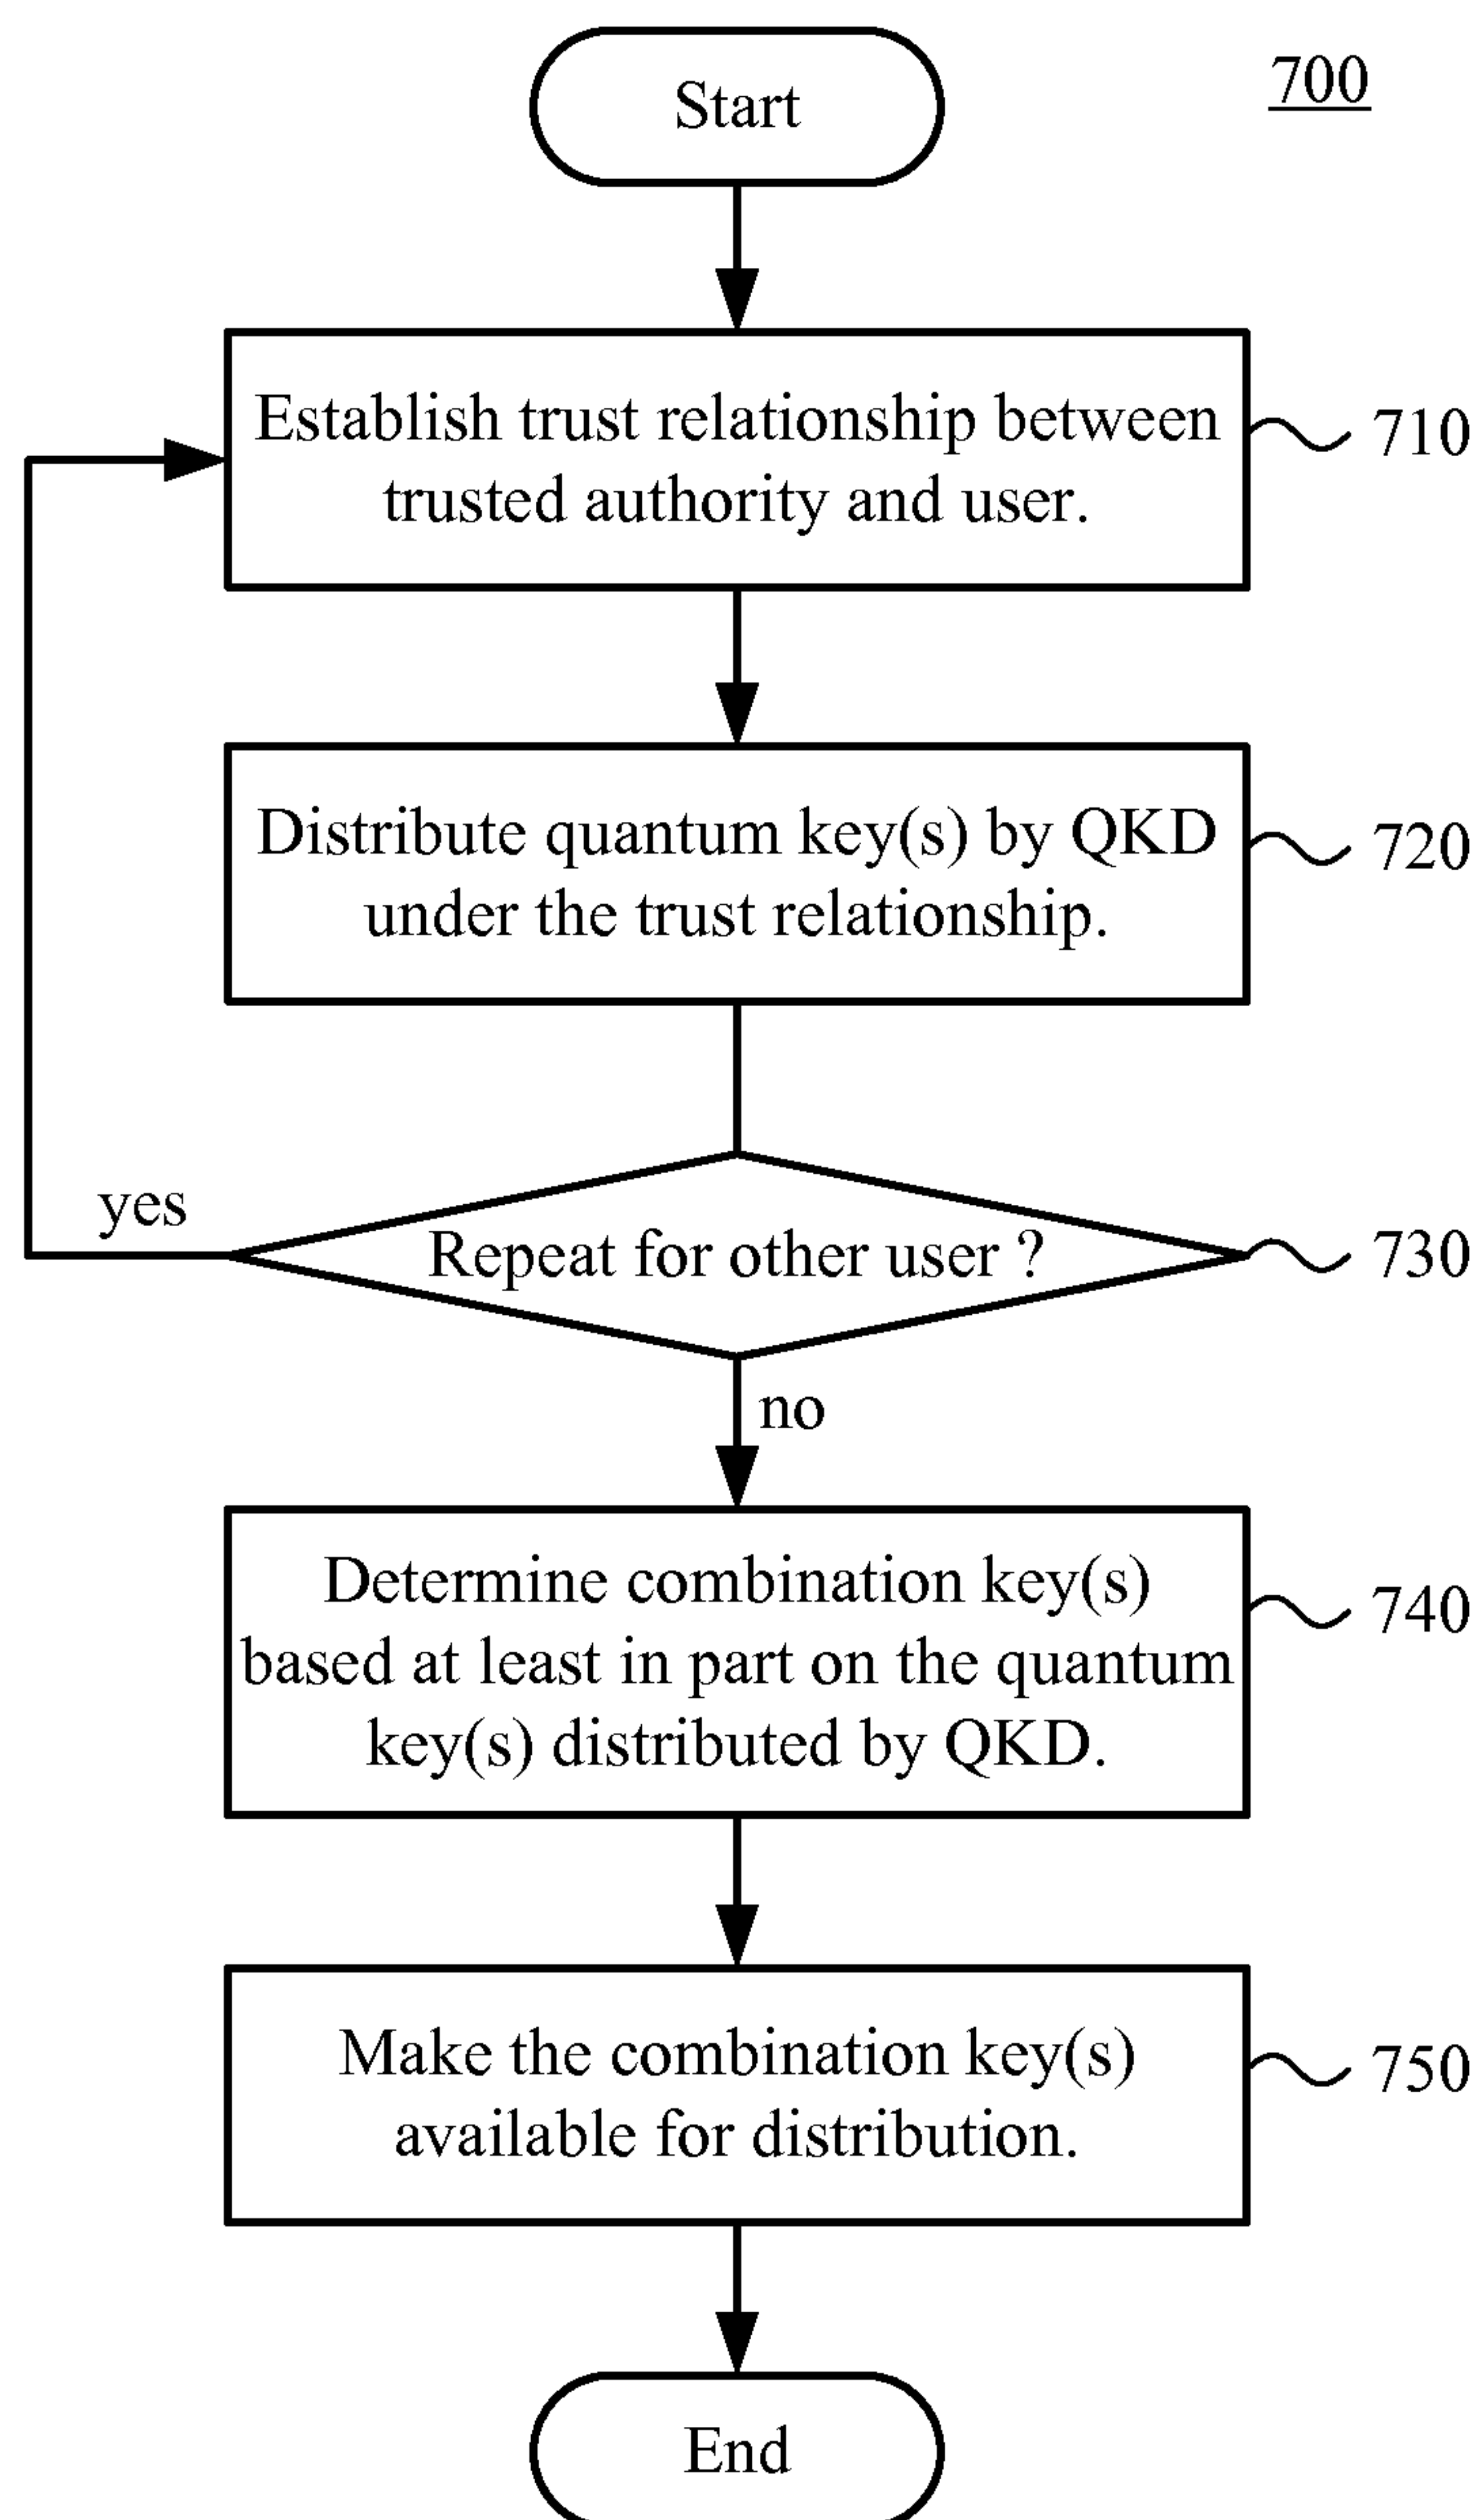 Start
700
Establish trust relationship between
trusted authority and user.
710
Distribute quantum key(s) by QKD
under the trust relationship.
720
yes
Repeat for other user ?
730
no
Determine combination key(s)
based at least in part on the quantum
key(s) distributed by QKD.
740
Make the combination key(s)
available for distribution.
750
End